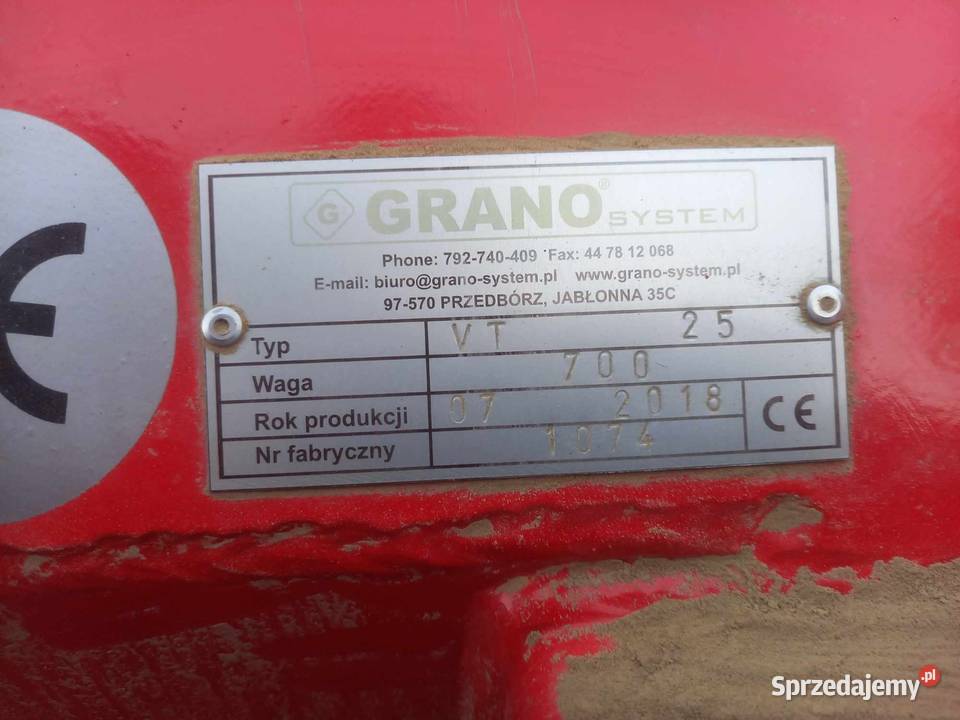 G GRANO® SYSTEM
Phone: 792-740-409 Fax: 44 78 12 068
E-mail: biuro@grano-system.pl www.grano-system.pl
97-570 PRZEDBÓRZ, JABŁONNA 35C
Typ VT 25
Waga 700
Rok produkcji 07 2018
Nr fabryczny 1074
CE
CE
Sprzedajemy.pl